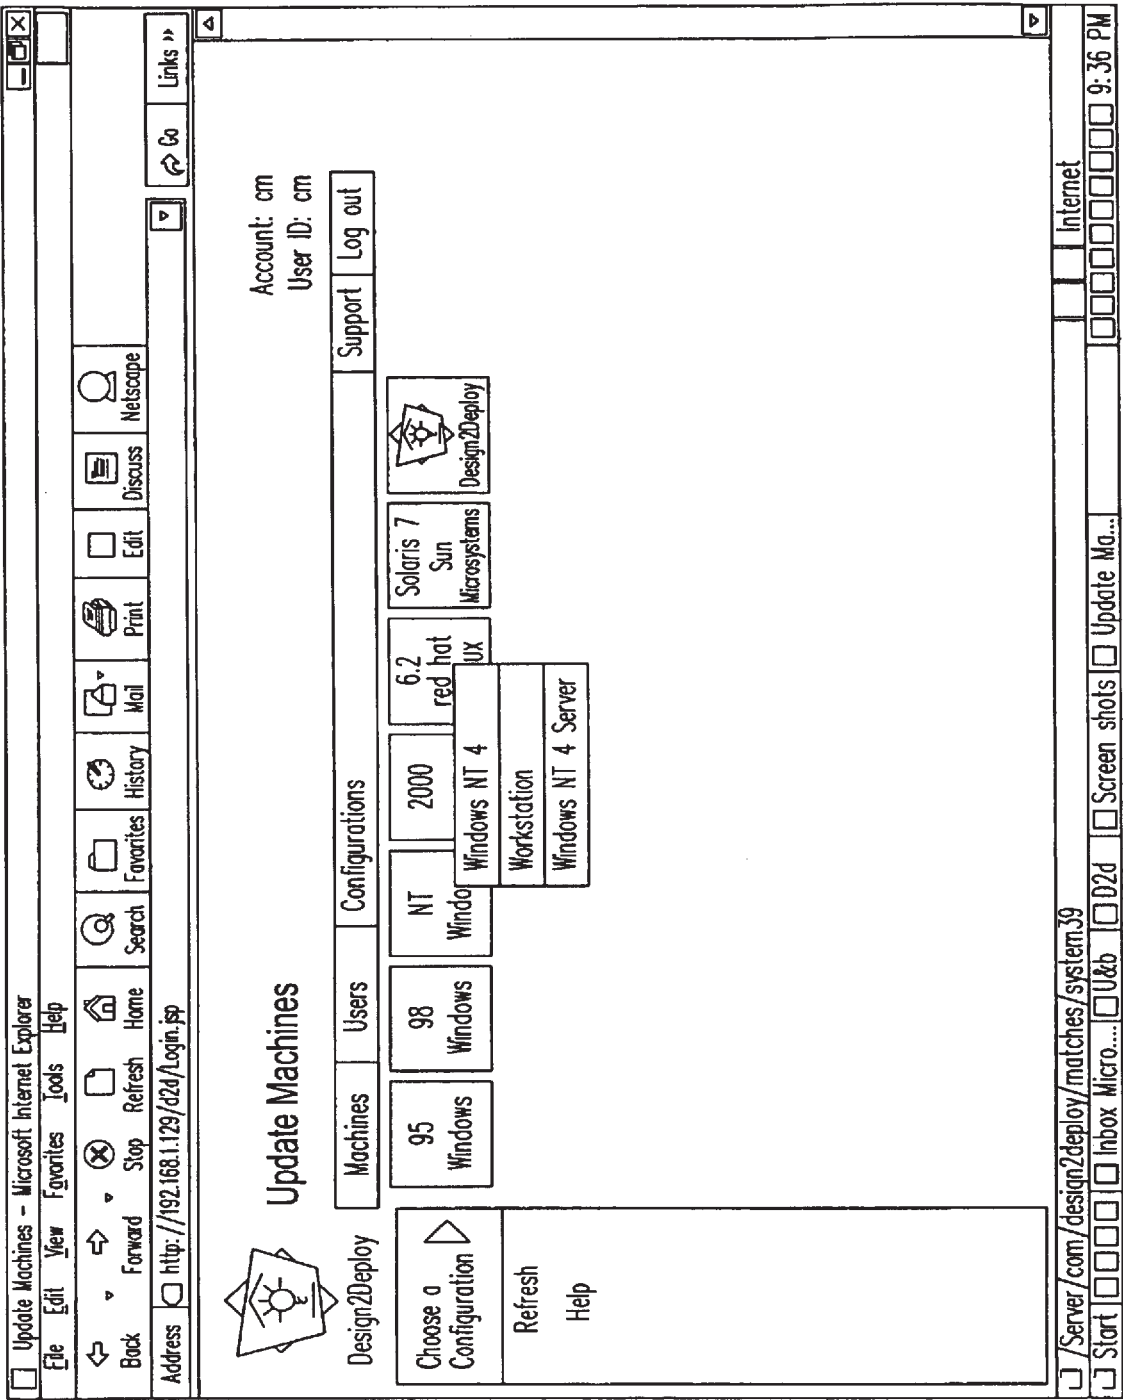 Update Machines – Microsoft Internet Explorer
File Edit View Favorites Tools Help
Back Forward Stop Refresh Home Search Favorites History Mail Print Edit Discuss Netscape
Address http://192.168.1.129/d2d/Login.jsp Go Links »
Design2Deploy
Update Machines
Account: cm
User ID: cm
Machines Users Configurations Support Log out
Choose a
Configuration
Refresh
Help
95
Windows
98
Windows
NT
Windo
2000
6.2
red hat
ux
Solaris 7
Sun
Microsystems
Design2Deploy
Windows NT 4
Workstation
Windows NT 4 Server
/Server/com/design2deploy/matches/system39 Internet
Start Inbox Micro.... U&b D2d Screen shots Update Ma... 9:36 PM